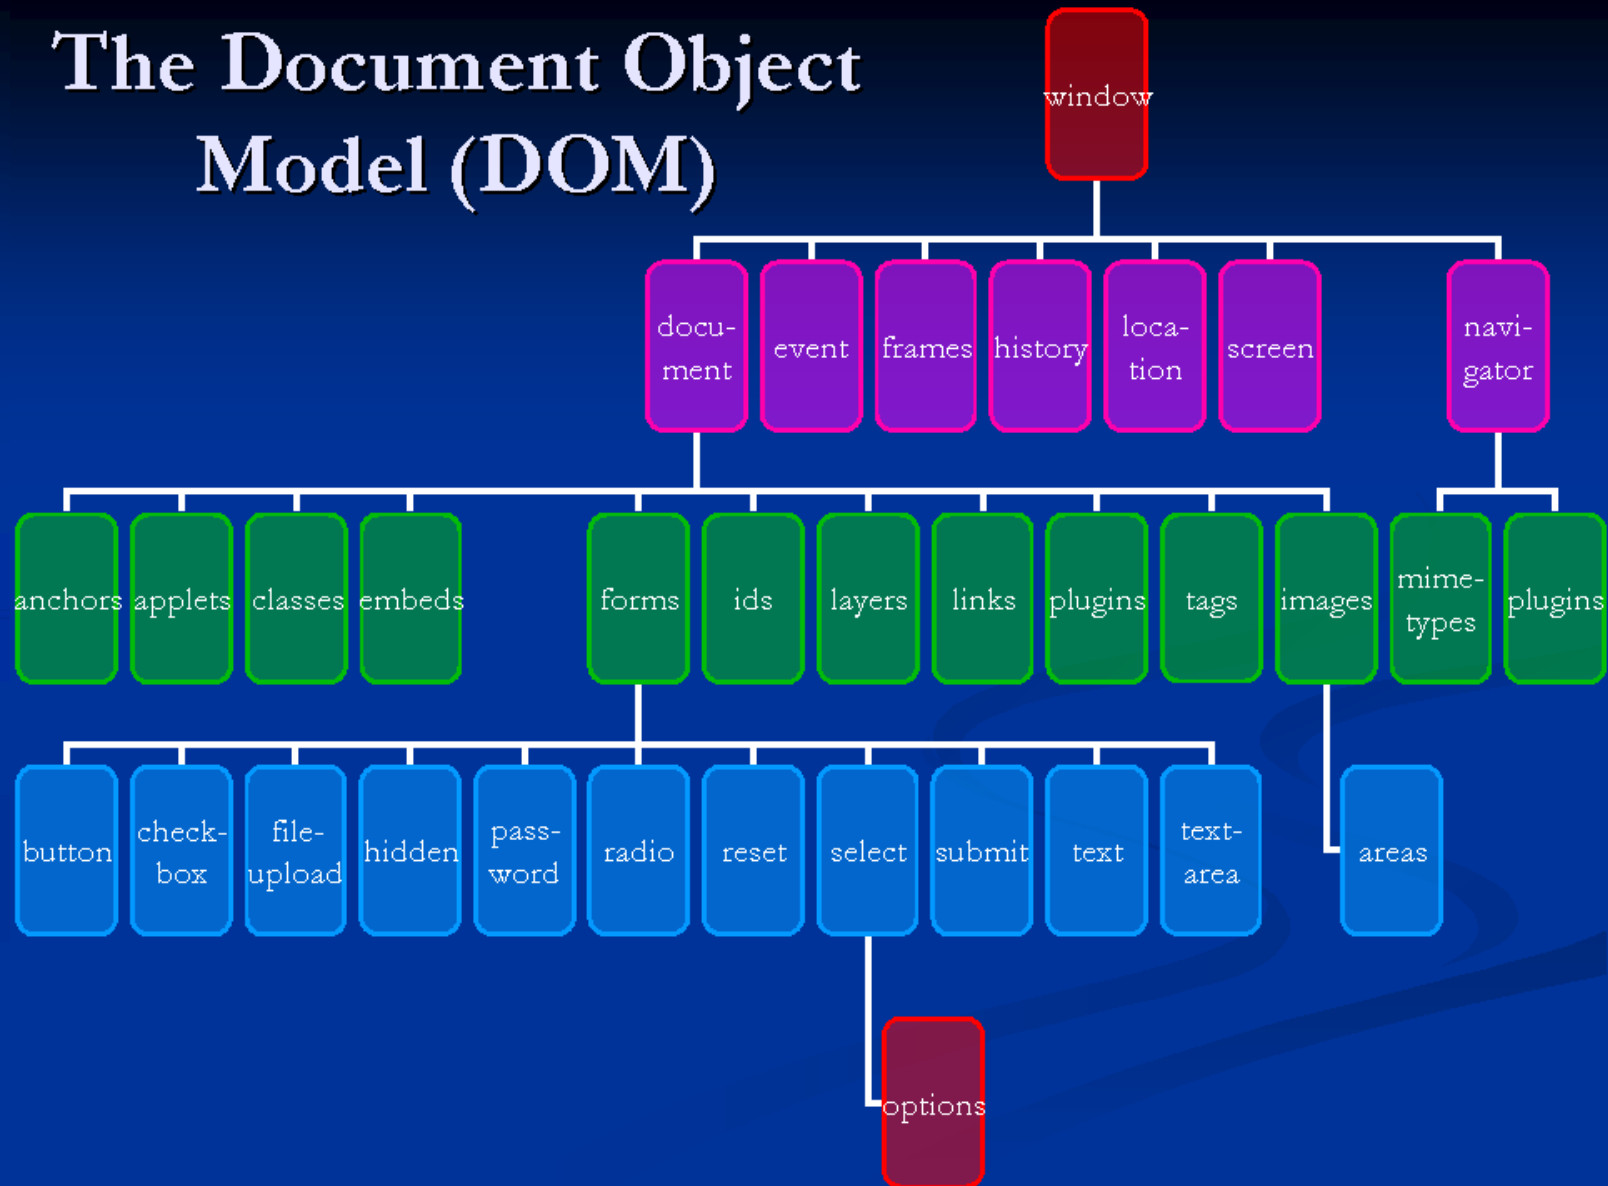 The Document Object
Model (DOM)
window
docu-
ment
event
frames
history
loca-
tion
screen
navi-
gator
anchors
applets
classes
embeds
forms
ids
layers
links
plugins
tags
images
mime-
types
plugins
button
check-
box
file-
upload
hidden
pass-
word
radio
reset
select
submit
text
text-
area
areas
options